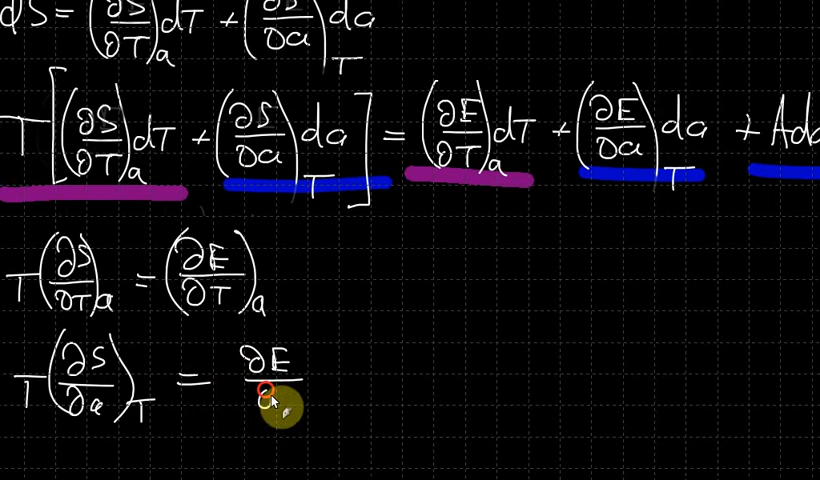 dS = (∂S/∂T)_a dT + (∂S/∂a)_T da
T[(∂S/∂T)_a dT + (∂S/∂a)_T da] = (∂E/∂T)_a dT + (∂E/∂a)_T da + Ada
T(∂S/∂T)_a = (∂E/∂T)_a
T(∂S/∂a)_T = ∂E/